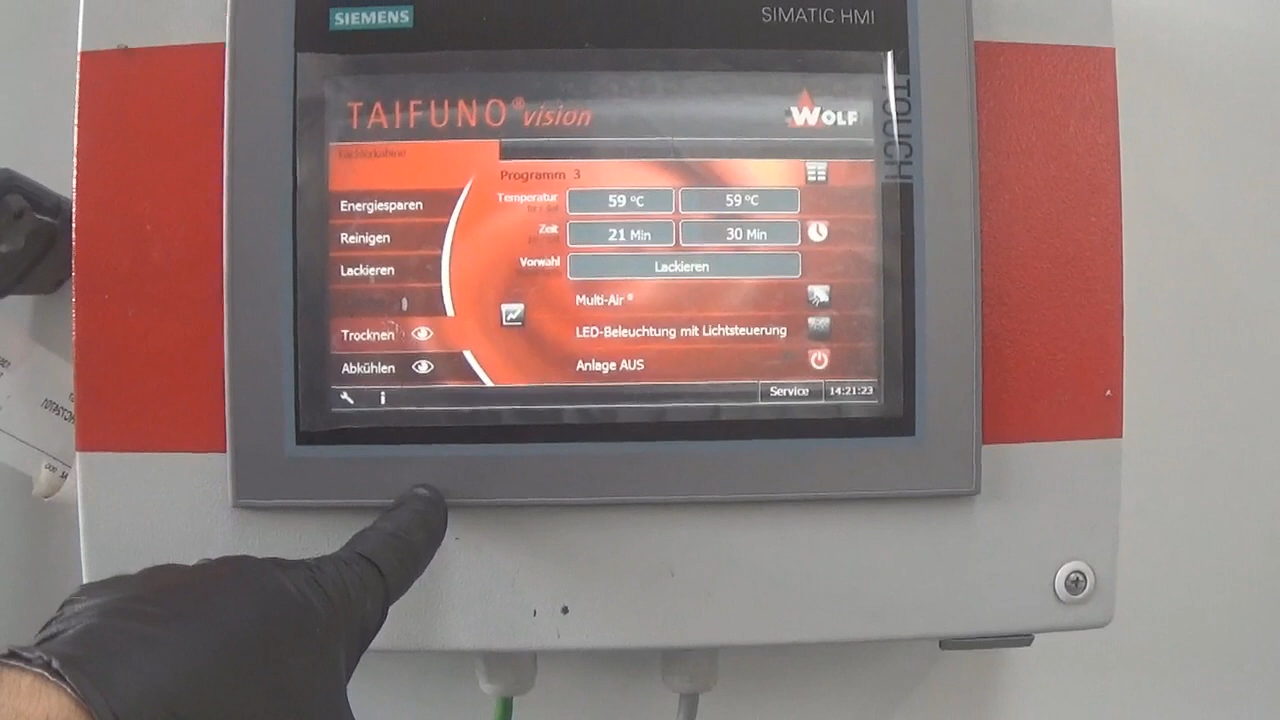 SIEMENS
SIMATIC HMI
TOUCH
TAIFUNO® vision
WOLF
Programm 3
Temperatur
59 °C
59 °C
Energiesparen
Zeit
21 Min
30 Min
Reinigen
Vorwahl
Lackieren
Lackieren
Multi-Air ®
Trocknen
LED-Beleuchtung mit Lichtsteuerung
Abkühlen
Anlage AUS
Service
14:21:23